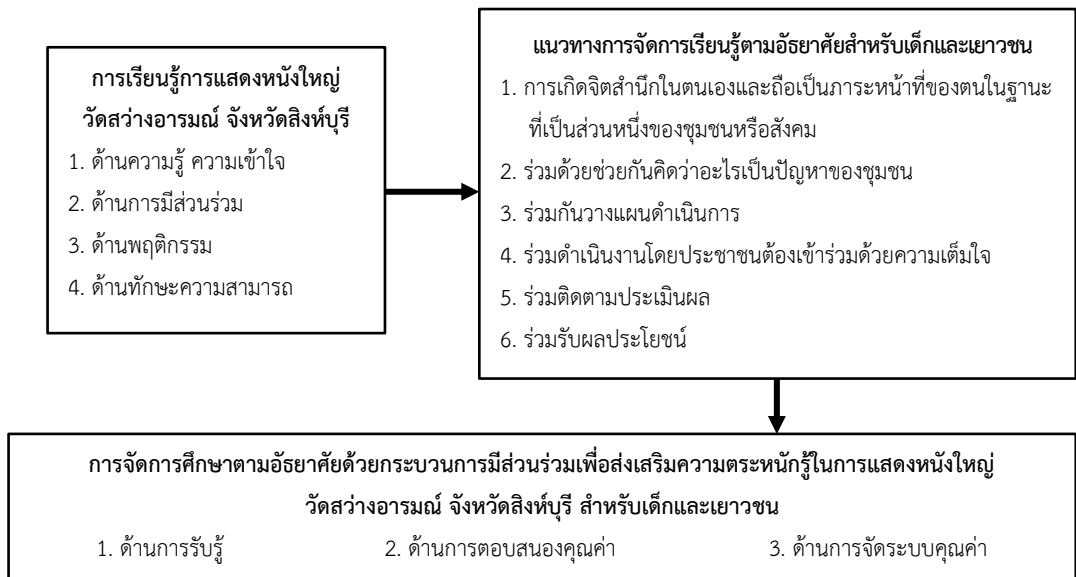 การเรียนรู้การแสดงหนังใหญ่
วัดสว่างอารมณ์ จังหวัดสิงห์บุรี
1. ด้านความรู้ ความเข้าใจ
2. ด้านการมีส่วนร่วม
3. ด้านพฤติกรรม
4. ด้านทักษะความสามารถ
แนวทางการจัดการเรียนรู้ตามอัธยาศัยสำหรับเด็กและเยาวชน
1. การเกิดจิตสำนึกในตนเองและถือเป็นภาระหน้าที่ของตนในฐานะ
ที่เป็นส่วนหนึ่งของชุมชนหรือสังคม
2. ร่วมด้วยช่วยกันคิดว่าอะไรเป็นปัญหาของชุมชน
3. ร่วมกันวางแผนดำเนินการ
4. ร่วมดำเนินงานโดยประชาชนต้องเข้าร่วมด้วยความเต็มใจ
5. ร่วมติดตามประเมินผล
6. ร่วมรับผลประโยชน์
การจัดการศึกษาตามอัธยาศัยด้วยกระบวนการมีส่วนร่วมเพื่อส่งเสริมความตระหนักรู้ในการแสดงหนังใหญ่
วัดสว่างอารมณ์ จังหวัดสิงห์บุรี สำหรับเด็กและเยาวชน
1. ด้านการรับรู้ 2. ด้านการตอบสนองคุณค่า 3. ด้านการจัดระบบคุณค่า